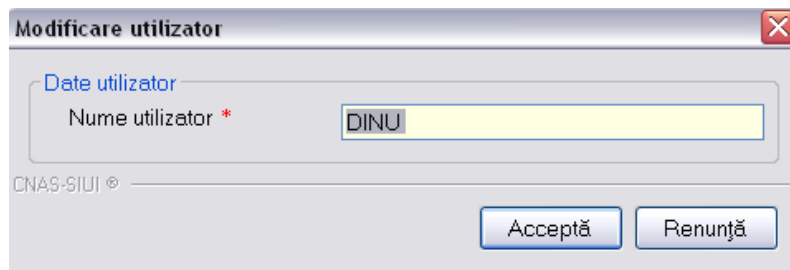 Modificare utilizator
Date utilizator
Nume utilizator * DINU
CNAS-SIUI ®
Acceptă Renunţă